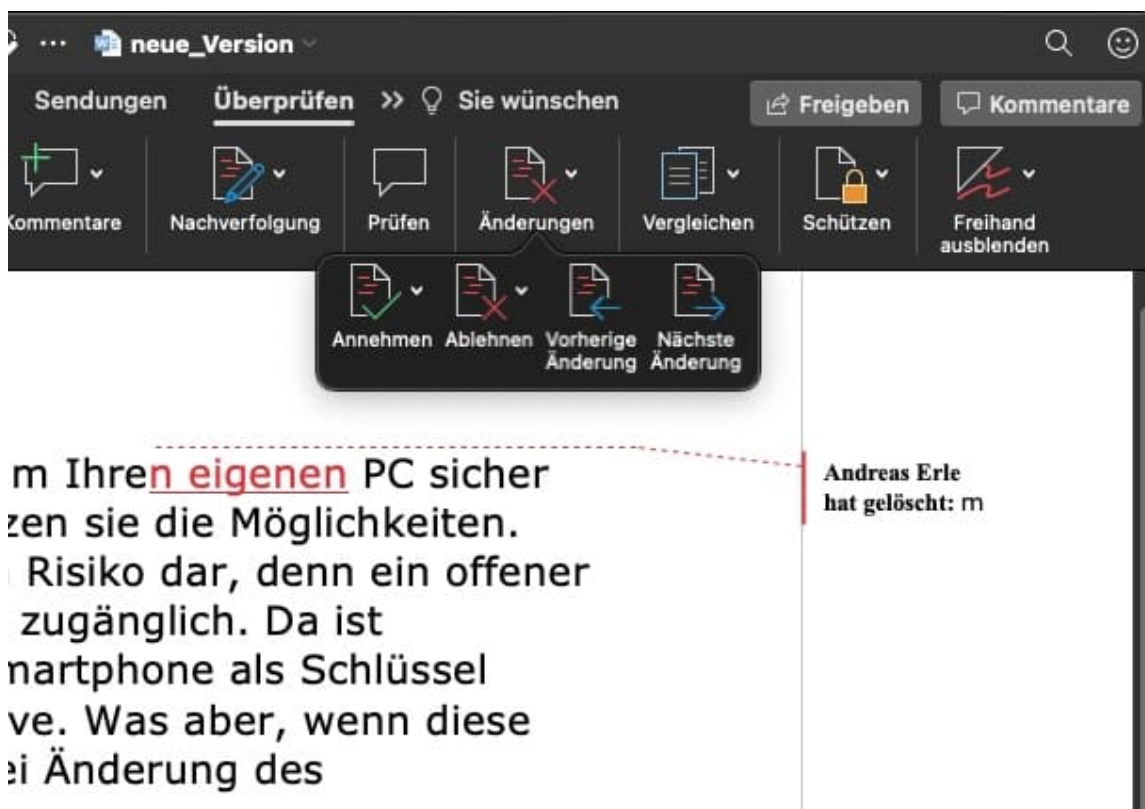 neue_Version
Sendungen Überprüfen Sie wünschen Freigeben Kommentare
Kommentare Nachverfolgung Prüfen Änderungen Vergleichen Schützen Freihand
ausblenden
Annehmen Ablehnen Vorherige Nächste
Änderung Änderung
m Ihren eigenen PC sicher
zen sie die Möglichkeiten.
Risiko dar, denn ein offener
zugänglich. Da ist
martphone als Schlüssel
ve. Was aber, wenn diese
ei Änderung des
Andreas Erle
hat gelöscht: m